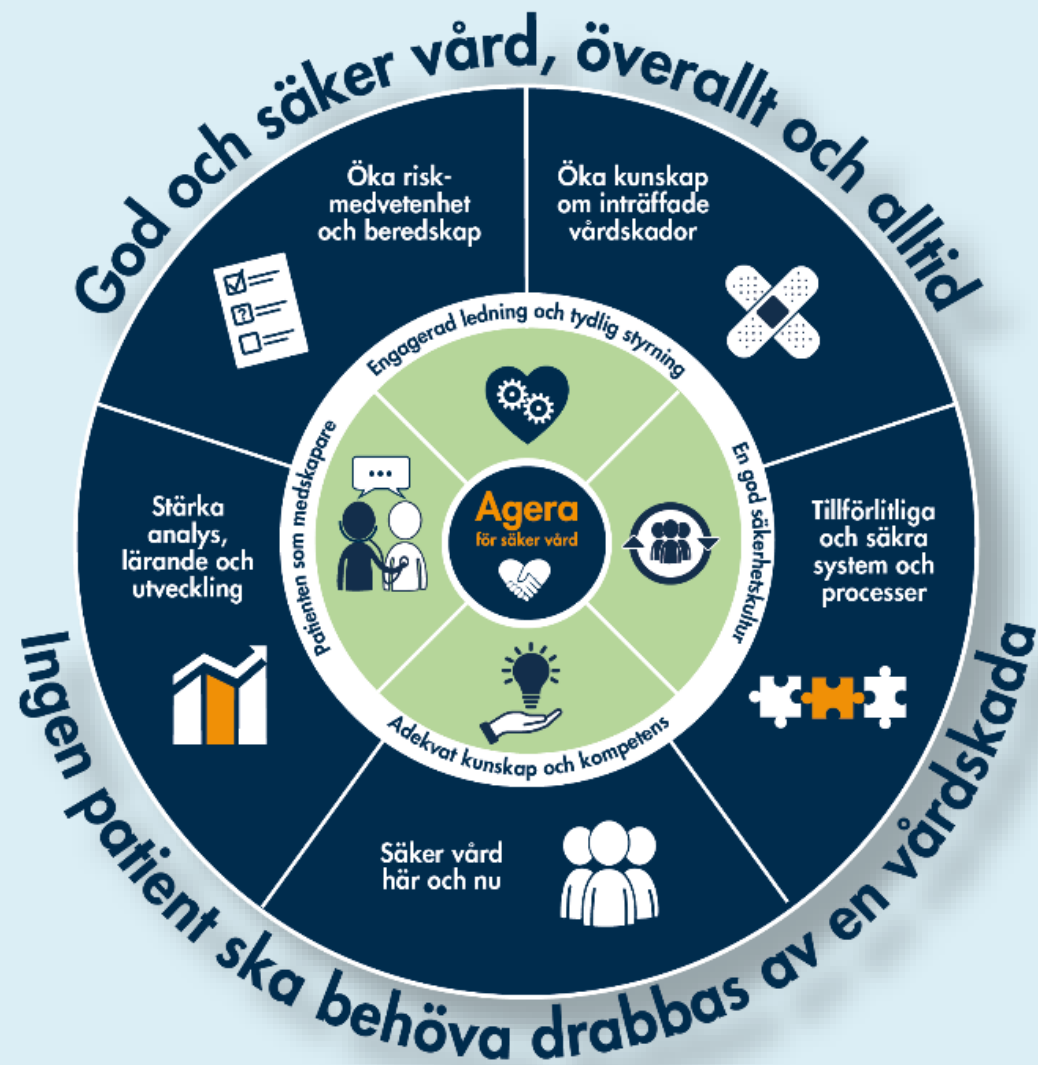 God och säker vård, överallt och alltid
Öka risk-
medvetenhet
och beredskap
Öka kunskap
om inträffade
vårdskador
Engagerad ledning och tydlig styrning
Patienten som medskapare
En god säkerhetskultur
Stärka
analys,
lärande och
utveckling
Agera
för säker vård
Tillförlitliga
och säkra
system och
processer
Adekvat kunskap och kompetens
Säker vård
här och nu
Ingen patient ska behöva drabbas av en vårdskada